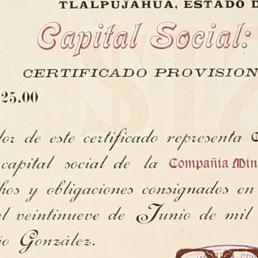 TLALPUJAHUA, ESTADO D
Capital Social:
CERTIFICADO PROVISION
25.00
dor de este certificado representa
capital social de la Compañía Min
hos y obligaciones consignados en
l veintinueve de Junio de mil
io González.